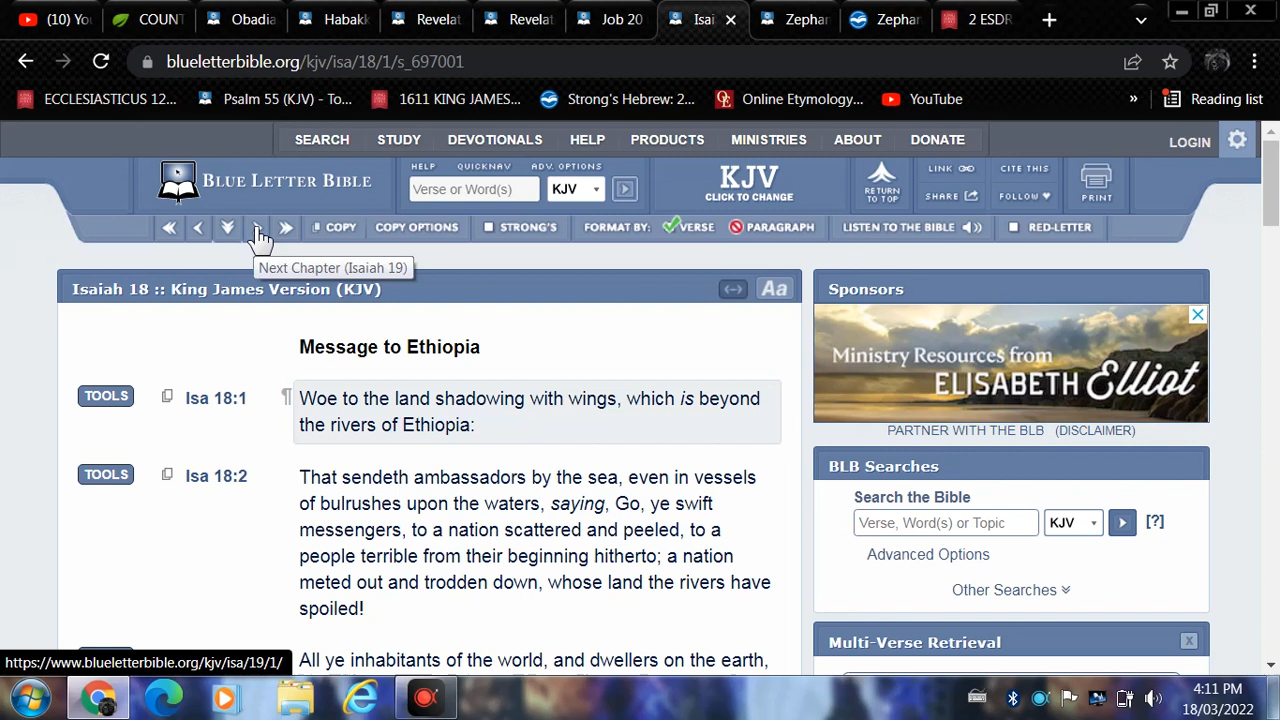 (10) You
COUNT
Obadia
Habakk
Revelat
Revelat
Job 20
Isai
Zephan
Zephar
2 ESDR
blueletterbible.org/kjv/isa/18/1/s_697001
ECCLESIASTICUS 12...
Psalm 55 (KJV) - To...
1611 KING JAMES...
Strong's Hebrew: 2...
Online Etymology...
YouTube
»
Reading list
SEARCH STUDY DEVOTIONALS HELP PRODUCTS MINISTRIES ABOUT DONATE LOGIN
BLUE LETTER BIBLE
HELP QUICKNAV ADV. OPTIONS
Verse or Word(s) KJV
KJV
CLICK TO CHANGE
RETURN
TO TOP
LINK CITE THIS
SHARE FOLLOW
PRINT
COPY COPY OPTIONS STRONG'S FORMAT BY: VERSE PARAGRAPH LISTEN TO THE BIBLE RED-LETTER
Next Chapter (Isaiah 19)
Isaiah 18 :: King James Version (KJV)
Aa
Message to Ethiopia
TOOLS Isa 18:1 ¶ Woe to the land shadowing with wings, which is beyond
the rivers of Ethiopia:
TOOLS Isa 18:2 That sendeth ambassadors by the sea, even in vessels
of bulrushes upon the waters, saying, Go, ye swift
messengers, to a nation scattered and peeled, to a
people terrible from their beginning hitherto; a nation
meted out and trodden down, whose land the rivers have
spoiled!
All ye inhabitants of the world, and dwellers on the earth,
Sponsors
Ministry Resources from
ELISABETH Elliot
PARTNER WITH THE BLB (DISCLAIMER)
BLB Searches
Search the Bible
Verse, Word(s) or Topic KJV [?]
Advanced Options
Other Searches
Multi-Verse Retrieval
X
https://www.blueletterbible.org/kjv/isa/19/1/
4:11 PM
18/03/2022